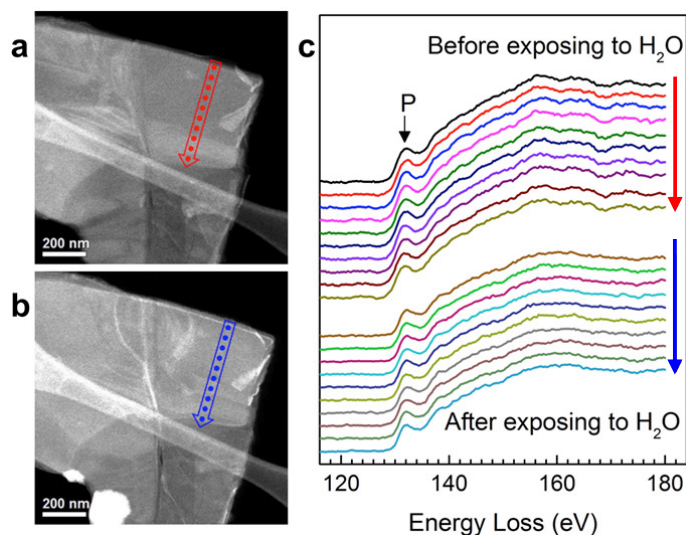 a
200 nm
b
200 nm
c
Before exposing to H₂O
P
After exposing to H₂O
120 140 160 180
Energy Loss (eV)